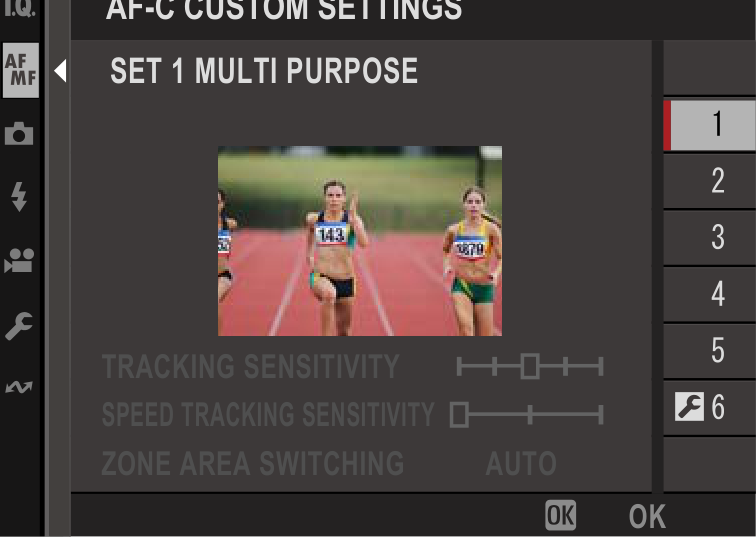 I.Q.
AF-C CUSTOM SETTINGS
AF
MF
SET 1 MULTI PURPOSE
1
2
3
4
5
6
143
1879
TRACKING SENSITIVITY
SPEED TRACKING SENSITIVITY
ZONE AREA SWITCHING AUTO
OK OK